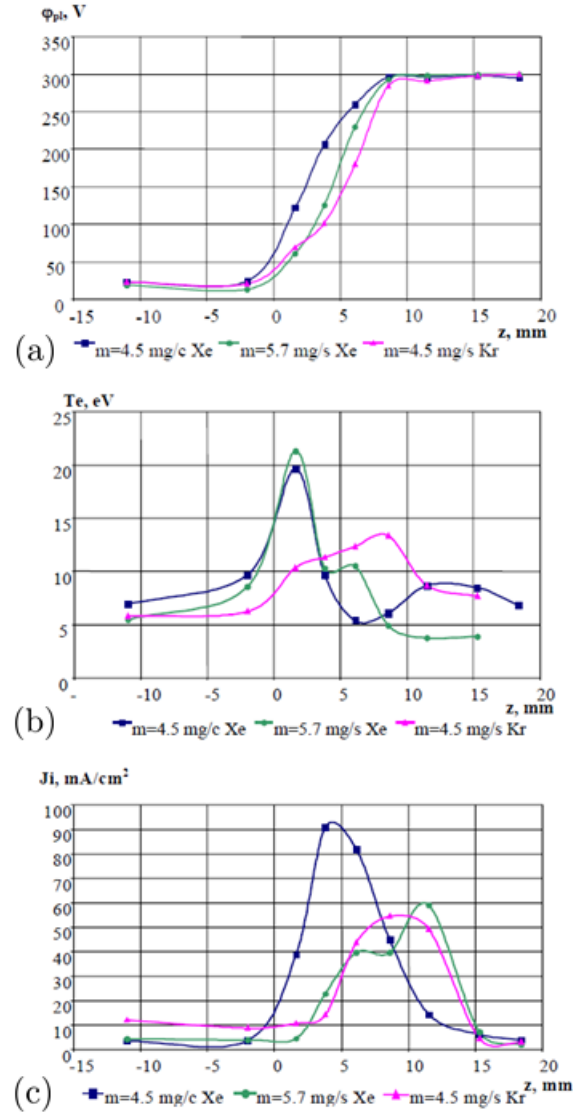 φpl, V
350
300
250
200
150
100
50
0
-15 -10 -5 0 5 10 15 20
z, mm
(a) m=4.5 mg/c Xe m=5.7 mg/s Xe m=4.5 mg/s Kr
Te, eV
25
20
15
10
5
0
- -10 -5 0 5 10 15 20
z, mm
(b) m=4.5 mg/c Xe m=5.7 mg/s Xe m=4.5 mg/s Kr
Ji, mA/cm²
100
90
80
70
60
50
40
30
20
10
0
-15 -10 -5 0 5 10 15 20
z, mm
(c) m=4.5 mg/c Xe m=5.7 mg/s Xe m=4.5 mg/s Kr